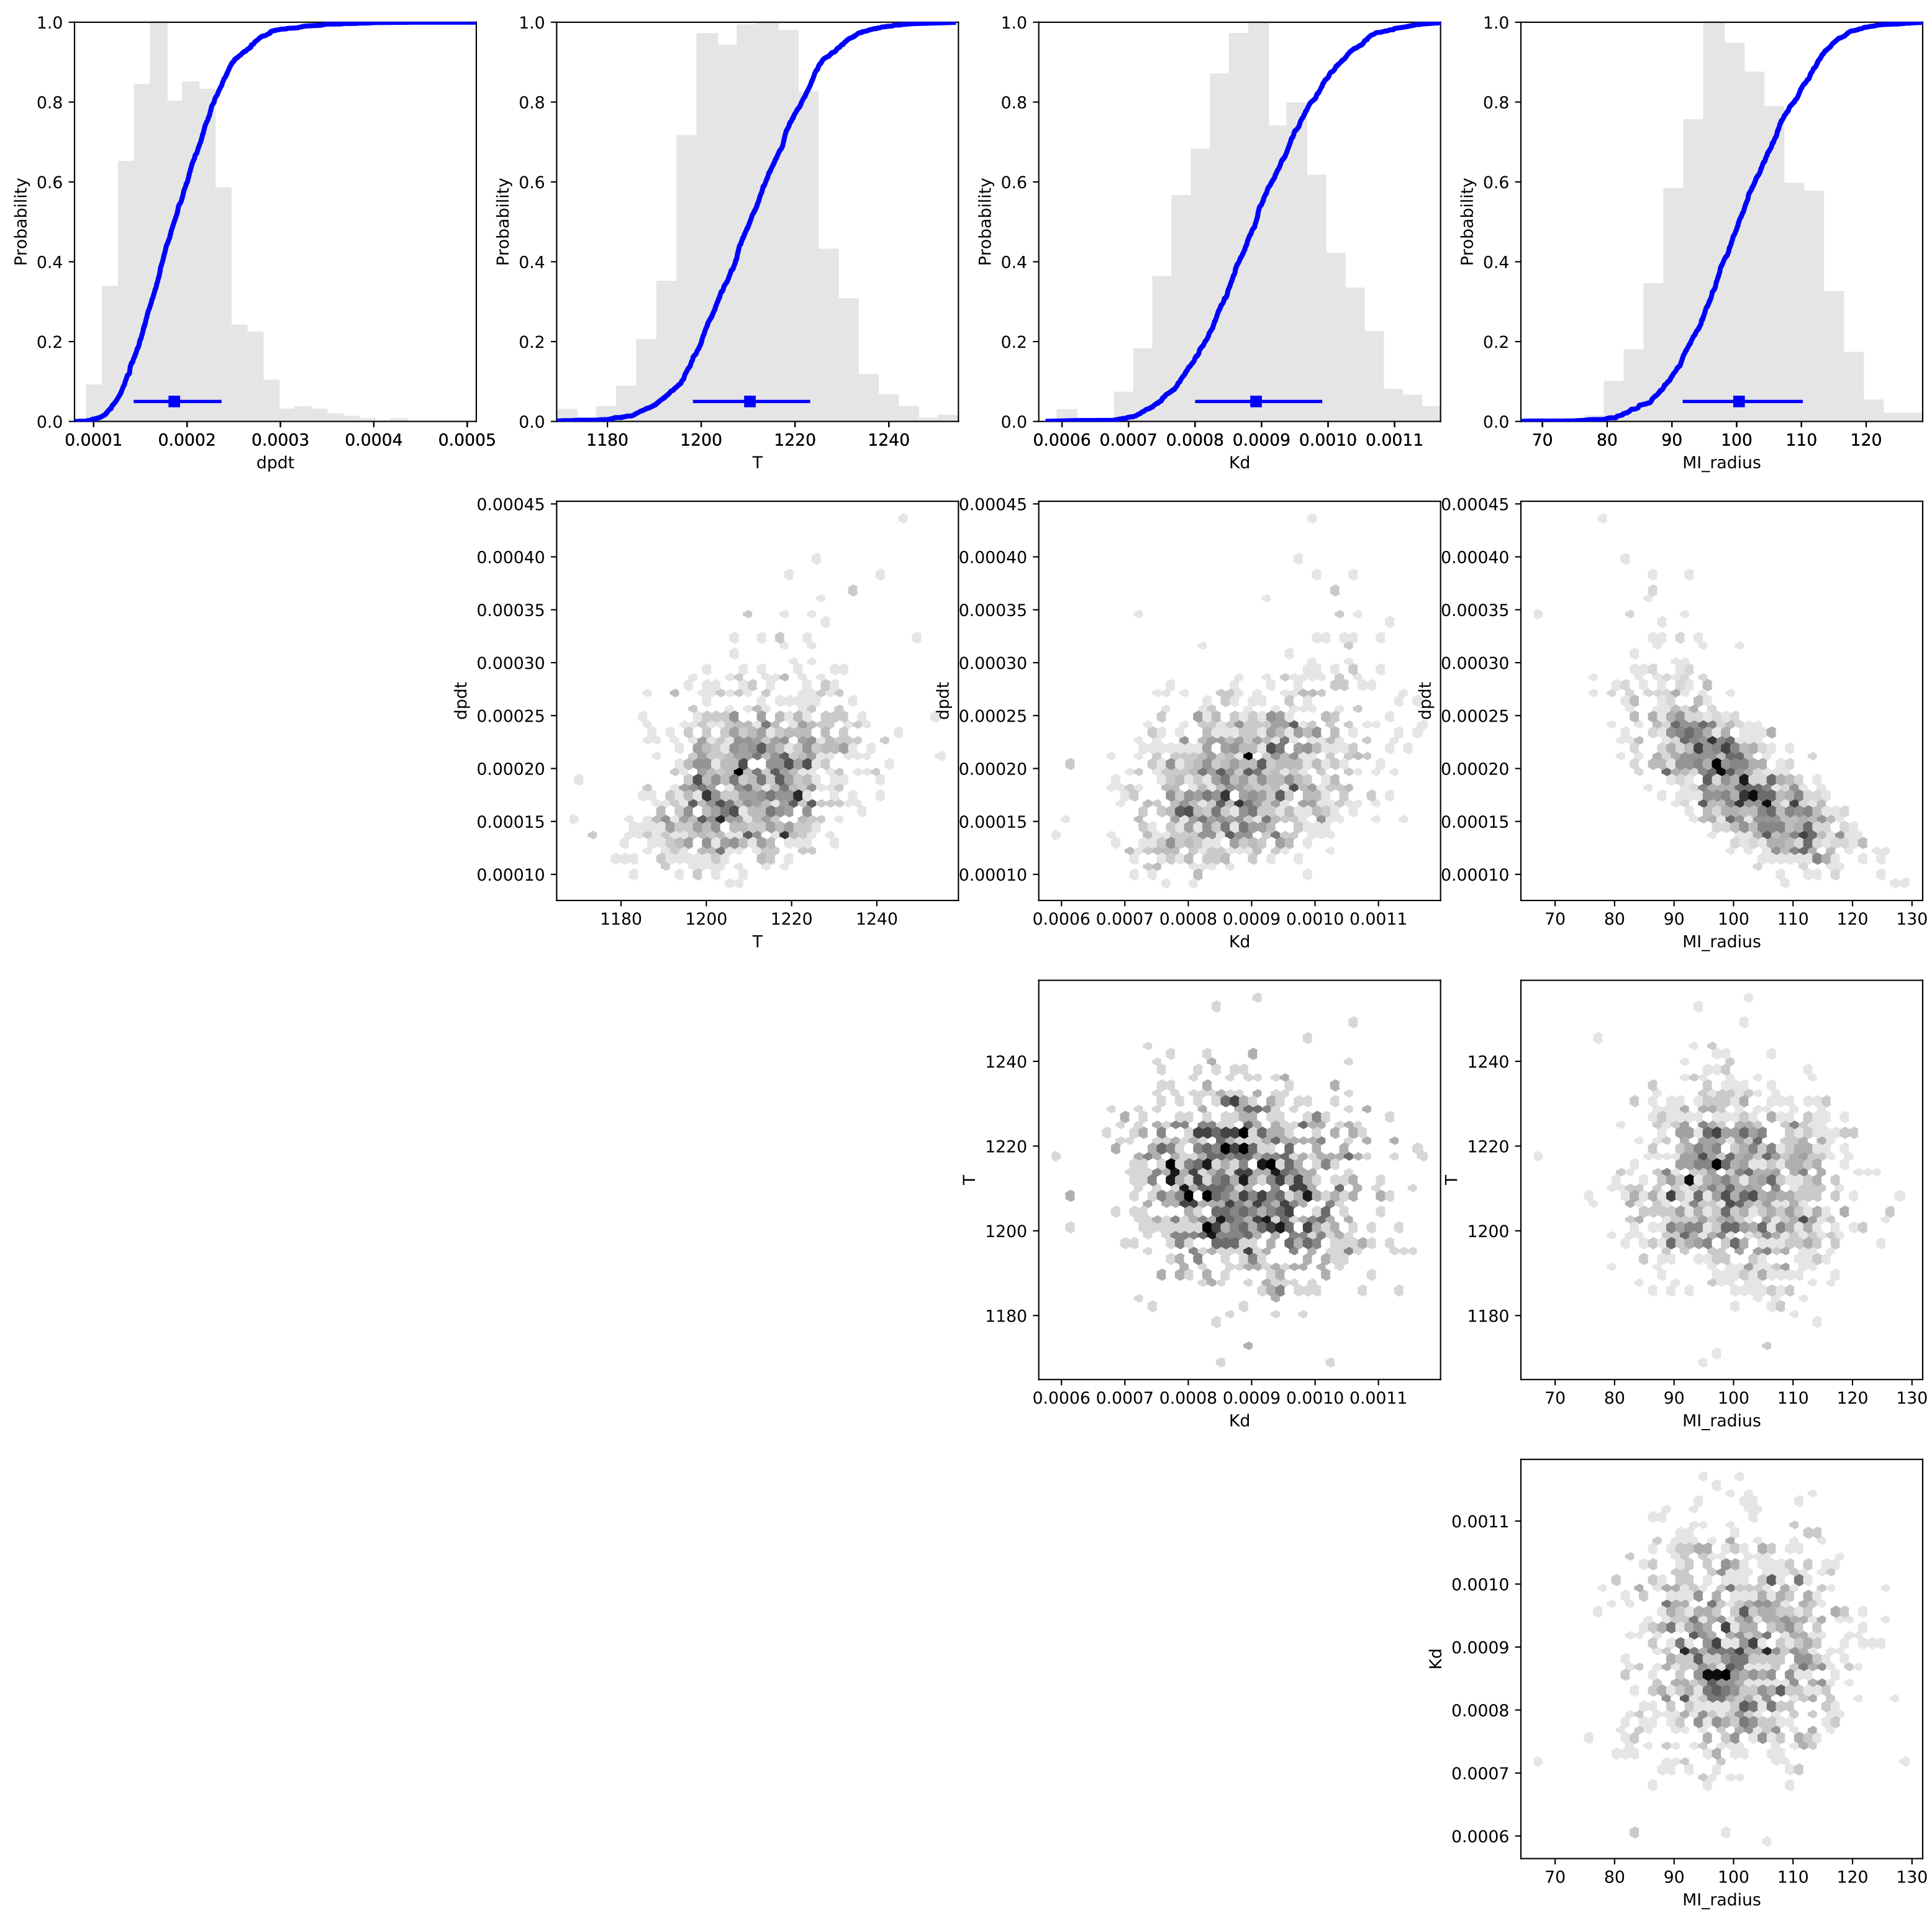 1.0 1.0 1.0 1.0
0.8 0.8 0.8 0.8
0.6 0.6 0.6 0.6
Probability Probability Probability Probability
0.4 0.4 0.4 0.4
0.2 0.2 0.2 0.2
0.0 0.0 0.0 0.0
0.0001 0.0002 0.0003 0.0004 0.0005 1180 1200 1220 1240 0.0006 0.0007 0.0008 0.0009 0.0010 0.0011 70 80 90 100 110 120
dpdt T Kd MI_radius
0.00045 0.00045 0.00045
0.00040 0.00040 0.00040
0.00035 0.00035 0.00035
0.00030 0.00030 0.00030
dpdt dpdt dpdt
0.00025 0.00025 0.00025
0.00020 0.00020 0.00020
0.00015 0.00015 0.00015
0.00010 0.00010 0.00010
1180 1200 1220 1240 0.0006 0.0007 0.0008 0.0009 0.0010 0.0011 70 80 90 100 110 120 130
T Kd MI_radius
1240 1240
1220 1220
T T
1200 1200
1180 1180
0.0006 0.0007 0.0008 0.0009 0.0010 0.0011 70 80 90 100 110 120 130
Kd MI_radius
0.0011
0.0010
0.0009
Kd
0.0008
0.0007
0.0006
70 80 90 100 110 120 130
MI_radius